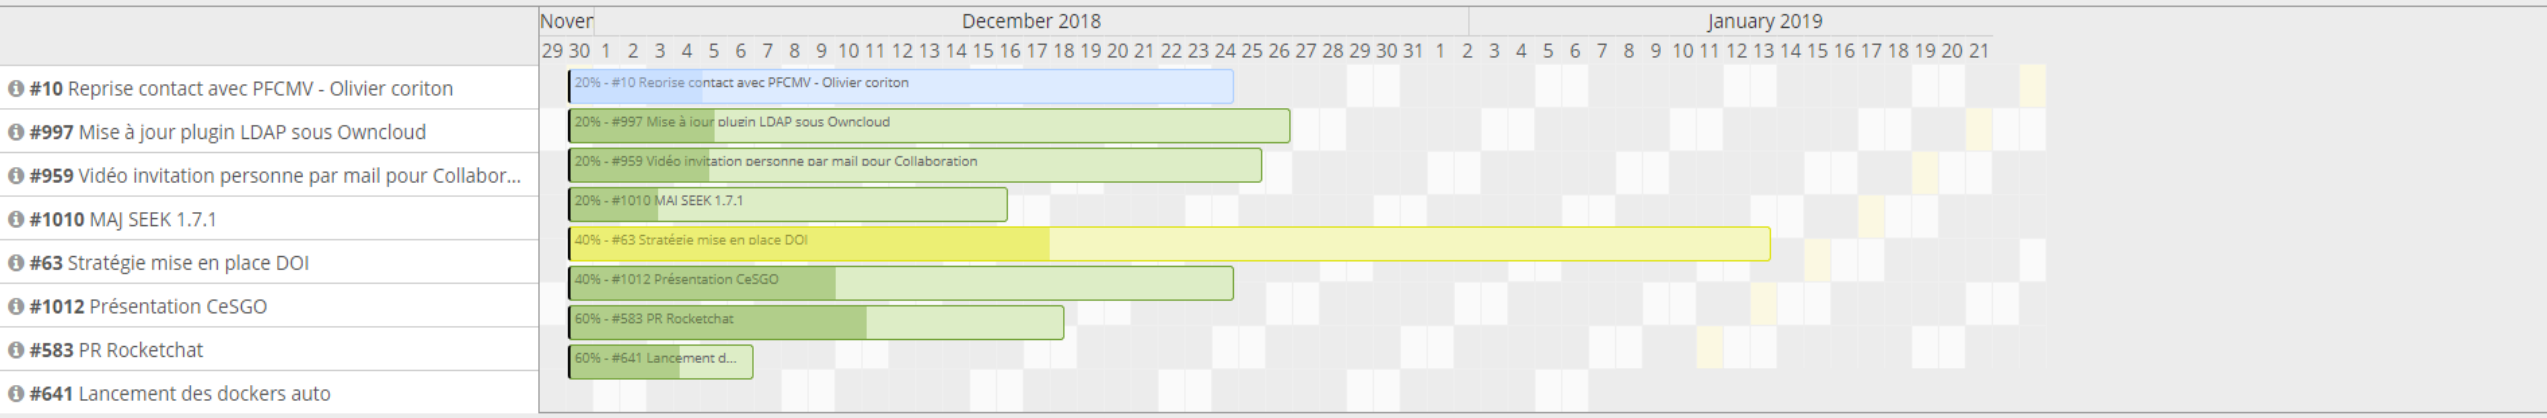 Noven December 2018 January 2019
29 30 1 2 3 4 5 6 7 8 9 10 11 12 13 14 15 16 17 18 19 20 21 22 23 24 25 26 27 28 29 30 31 1 2 3 4 5 6 7 8 9 10 11 12 13 14 15 16 17 18 19 20 21
#10 Reprise contact avec PFCMV - Olivier coriton
20% - #10 Reprise contact avec PFCMV - Olivier coriton
#997 Mise à jour plugin LDAP sous Owncloud
20% - #997 Mise à jour plugin LDAP sous Owncloud
#959 Vidéo invitation personne par mail pour Collabor...
20% - #959 Vidéo invitation personne par mail pour Collaboration
#1010 MAJ SEEK 1.7.1
20% - #1010 MAJ SEEK 1.7.1
#63 Stratégie mise en place DOI
40% - #63 Stratégie mise en place DOI
#1012 Présentation CeSGO
40% - #1012 Présentation CeSGO
#583 PR Rocketchat
60% - #583 PR Rocketchat
#641 Lancement des dockers auto
60% - #641 Lancement d...